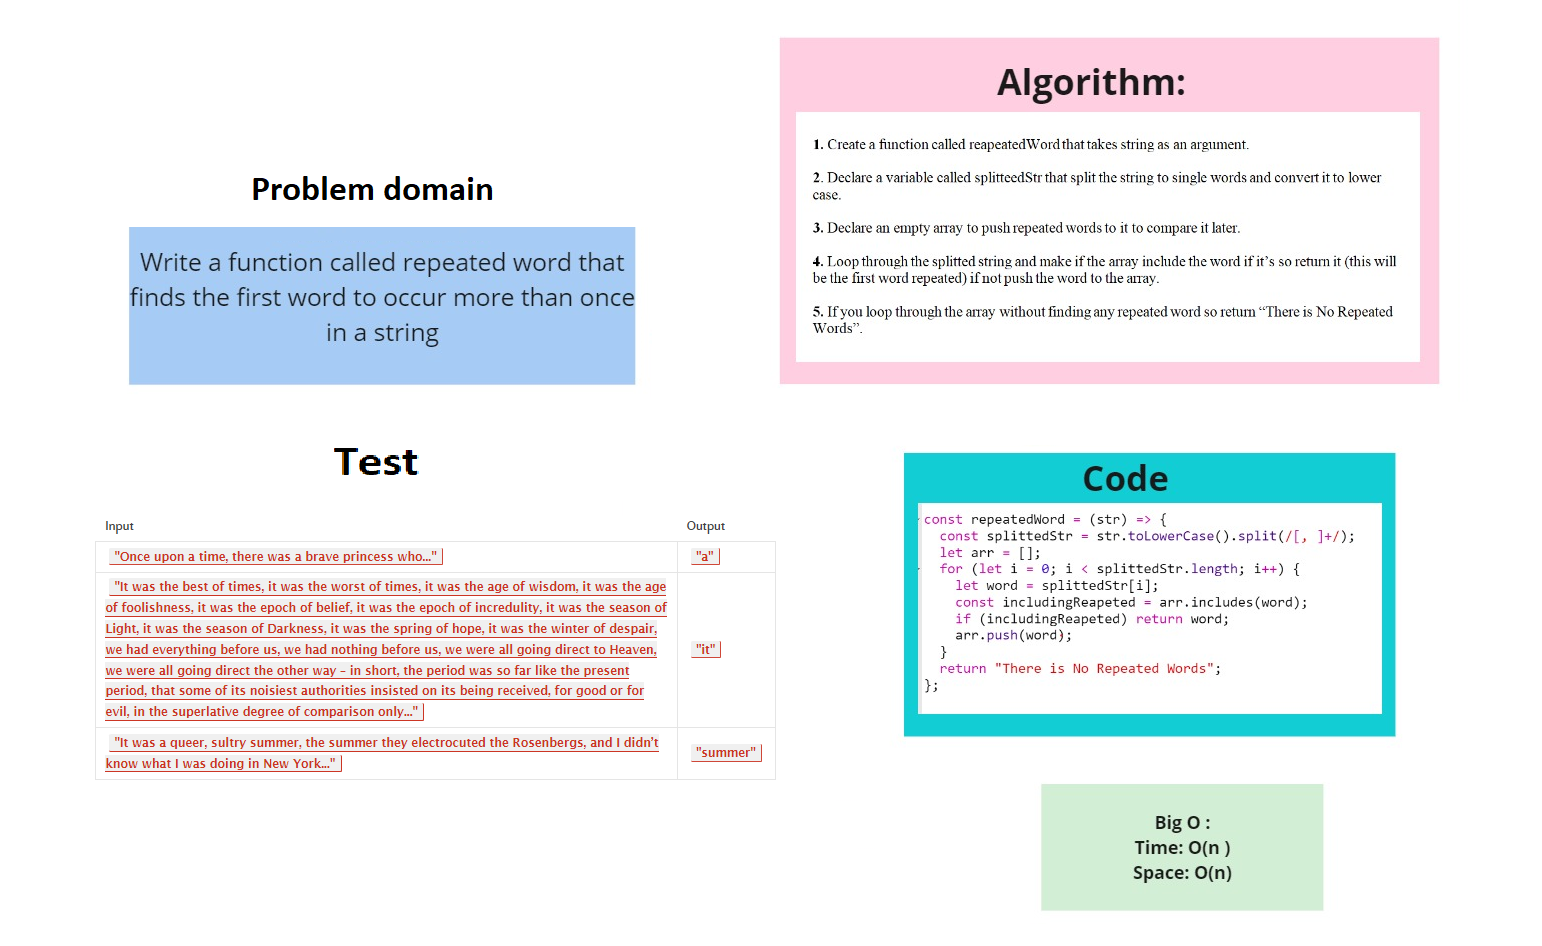 Problem domain
Write a function called repeated word that
finds the first word to occur more than once
in a string
Algorithm:
1. Create a function called reapeatedWord that takes string as an argument.
2. Declare a variable called splitteedStr that split the string to single words and convert it to lower
case.
3. Declare an empty array to push repeated words to it to compare it later.
4. Loop through the splitted string and make if the array include the word if it’s so return it (this will
be the first word repeated) if not push the word to the array.
5. If you loop through the array without finding any repeated word so return “There is No Repeated
Words”.
Test
Input Output
"Once upon a time, there was a brave princess who..." "a"
"It was the best of times, it was the worst of times, it was the age of wisdom, it was the age
of foolishness, it was the epoch of belief, it was the epoch of incredulity, it was the season of
Light, it was the season of Darkness, it was the spring of hope, it was the winter of despair,
we had everything before us, we had nothing before us, we were all going direct to Heaven,
we were all going direct the other way – in short, the period was so far like the present
period, that some of its noisiest authorities insisted on its being received, for good or for
evil, in the superlative degree of comparison only..."
"it"
"It was a queer, sultry summer, the summer they electrocuted the Rosenbergs, and I didn’t
know what I was doing in New York..."
"summer"
Code
const repeatedWord = (str) => {
  const splittedStr = str.toLowerCase().split(/[, ]+/);
  let arr = [];
  for (let i = 0; i < splittedStr.length; i++) {
    let word = splittedStr[i];
    const includingReapeted = arr.includes(word);
    if (includingReapeted) return word;
    arr.push(word);
  }
  return "There is No Repeated Words";
};
Big O :
Time: O(n )
Space: O(n)